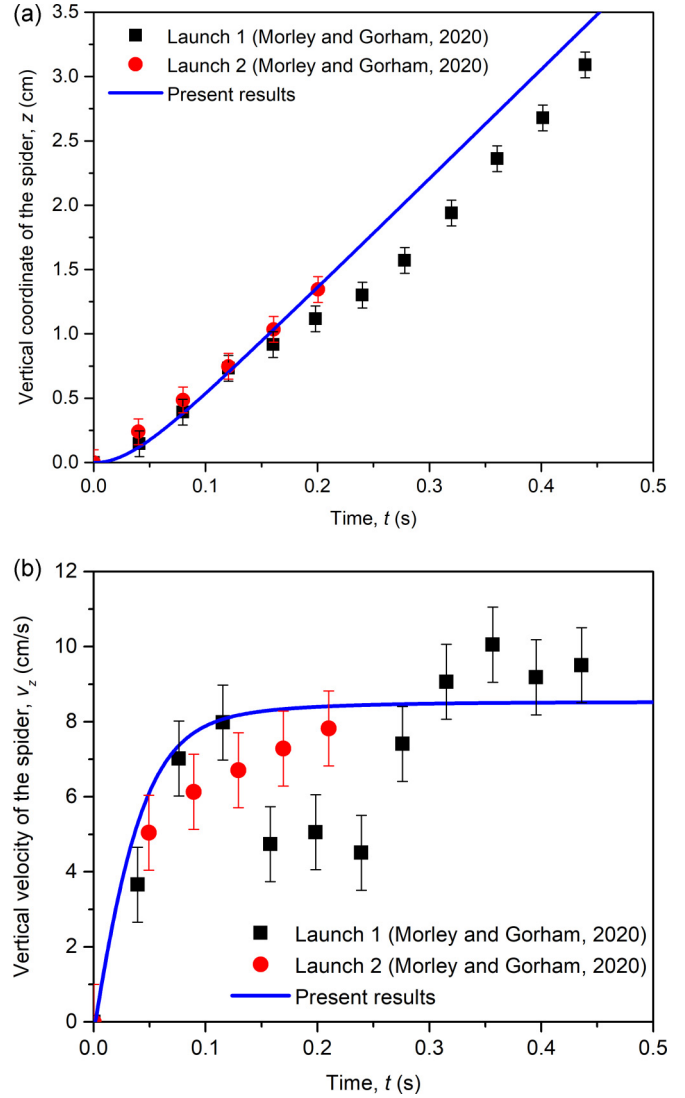 (a)
Launch 1 (Morley and Gorham, 2020)
Launch 2 (Morley and Gorham, 2020)
Present results
Vertical coordinate of the spider, z (cm)
3.5
3.0
2.5
2.0
1.5
1.0
0.5
0.0
0.0 0.1 0.2 0.3 0.4 0.5
Time, t (s)
(b)
Vertical velocity of the spider, v_z (cm/s)
12
10
8
6
4
2
0
Launch 1 (Morley and Gorham, 2020)
Launch 2 (Morley and Gorham, 2020)
Present results
0.0 0.1 0.2 0.3 0.4 0.5
Time, t (s)